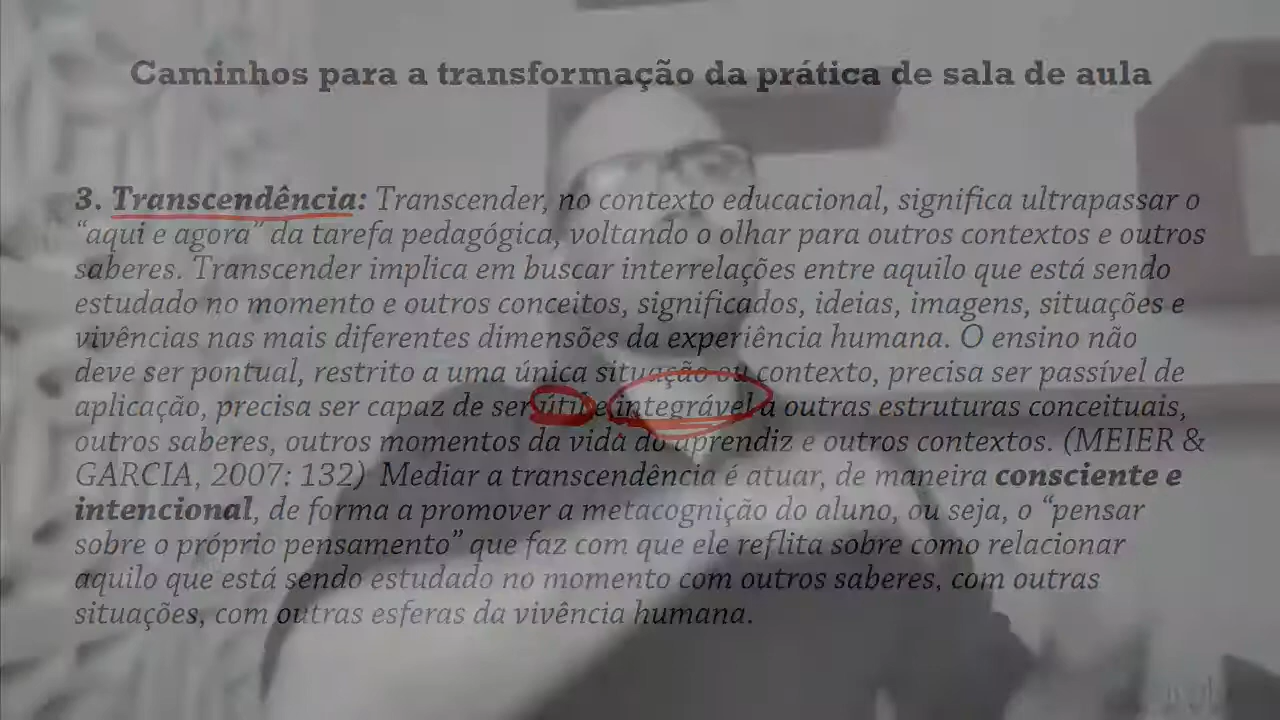 Caminhos para a transformação da prática de sala de aula
3. Transcendência: Transcender, no contexto educacional, significa ultrapassar o
“aqui e agora” da tarefa pedagógica, voltando o olhar para outros contextos e outros
saberes. Transcender implica em buscar interrelações entre aquilo que está sendo
estudado no momento e outros conceitos, significados, ideias, imagens, situações e
vivências nas mais diferentes dimensões da experiência humana. O ensino não
deve ser pontual, restrito a uma única situação ou contexto, precisa ser passível de
aplicação, precisa ser capaz de ser útil e integrável a outras estruturas conceituais,
outros saberes, outros momentos da vida do aprendiz e outros contextos. (MEIER &
GARCIA, 2007: 132) Mediar a transcendência é atuar, de maneira consciente e
intencional, de forma a promover a metacognição do aluno, ou seja, o “pensar
sobre o próprio pensamento” que faz com que ele reflita sobre como relacionar
aquilo que está sendo estudado no momento com outros saberes, com outras
situações, com outras esferas da vivência humana.